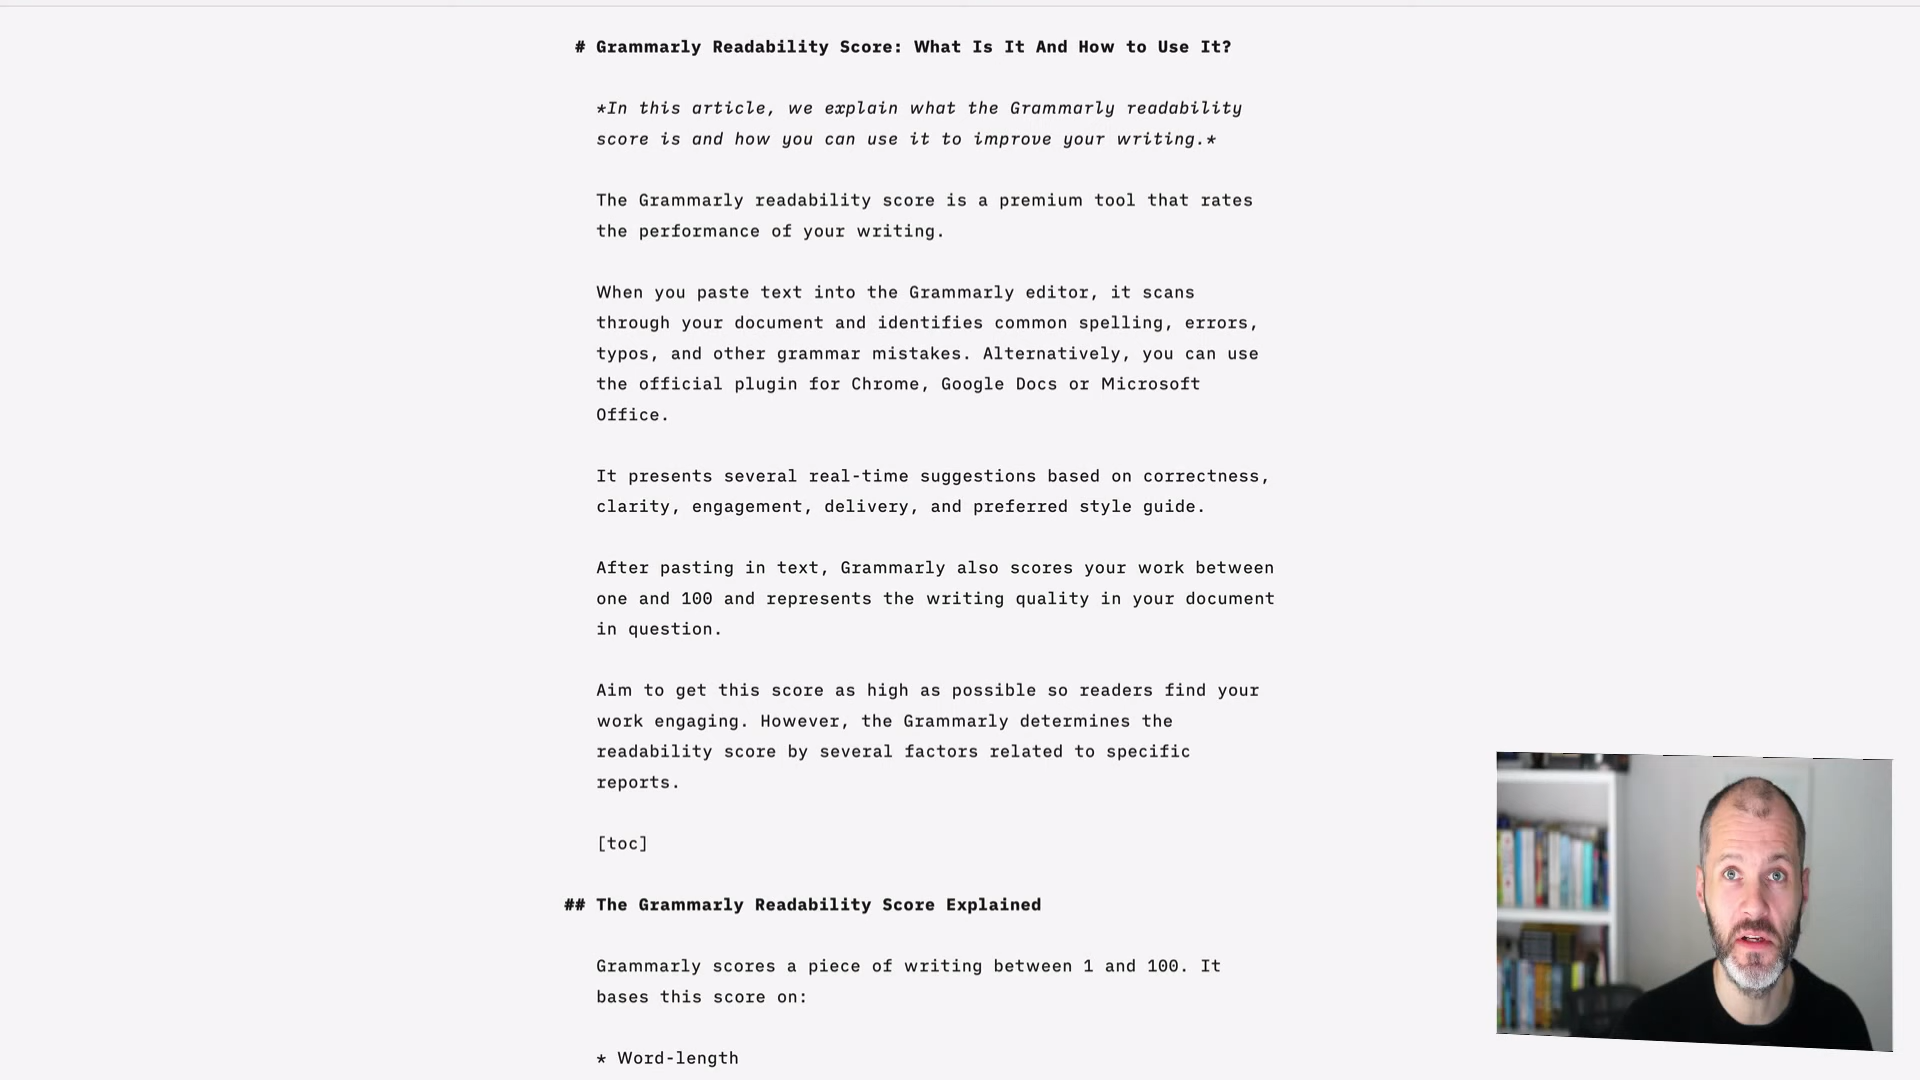 # Grammarly Readability Score: What Is It And How to Use It?
*In this article, we explain what the Grammarly readability
score is and how you can use it to improve your writing.*
The Grammarly readability score is a premium tool that rates
the performance of your writing.
When you paste text into the Grammarly editor, it scans
through your document and identifies common spelling, errors,
typos, and other grammar mistakes. Alternatively, you can use
the official plugin for Chrome, Google Docs or Microsoft
Office.
It presents several real-time suggestions based on correctness,
clarity, engagement, delivery, and preferred style guide.
After pasting in text, Grammarly also scores your work between
one and 100 and represents the writing quality in your document
in question.
Aim to get this score as high as possible so readers find your
work engaging. However, the Grammarly determines the
readability score by several factors related to specific
reports.
[toc]
## The Grammarly Readability Score Explained
Grammarly scores a piece of writing between 1 and 100. It
bases this score on:
* Word-length